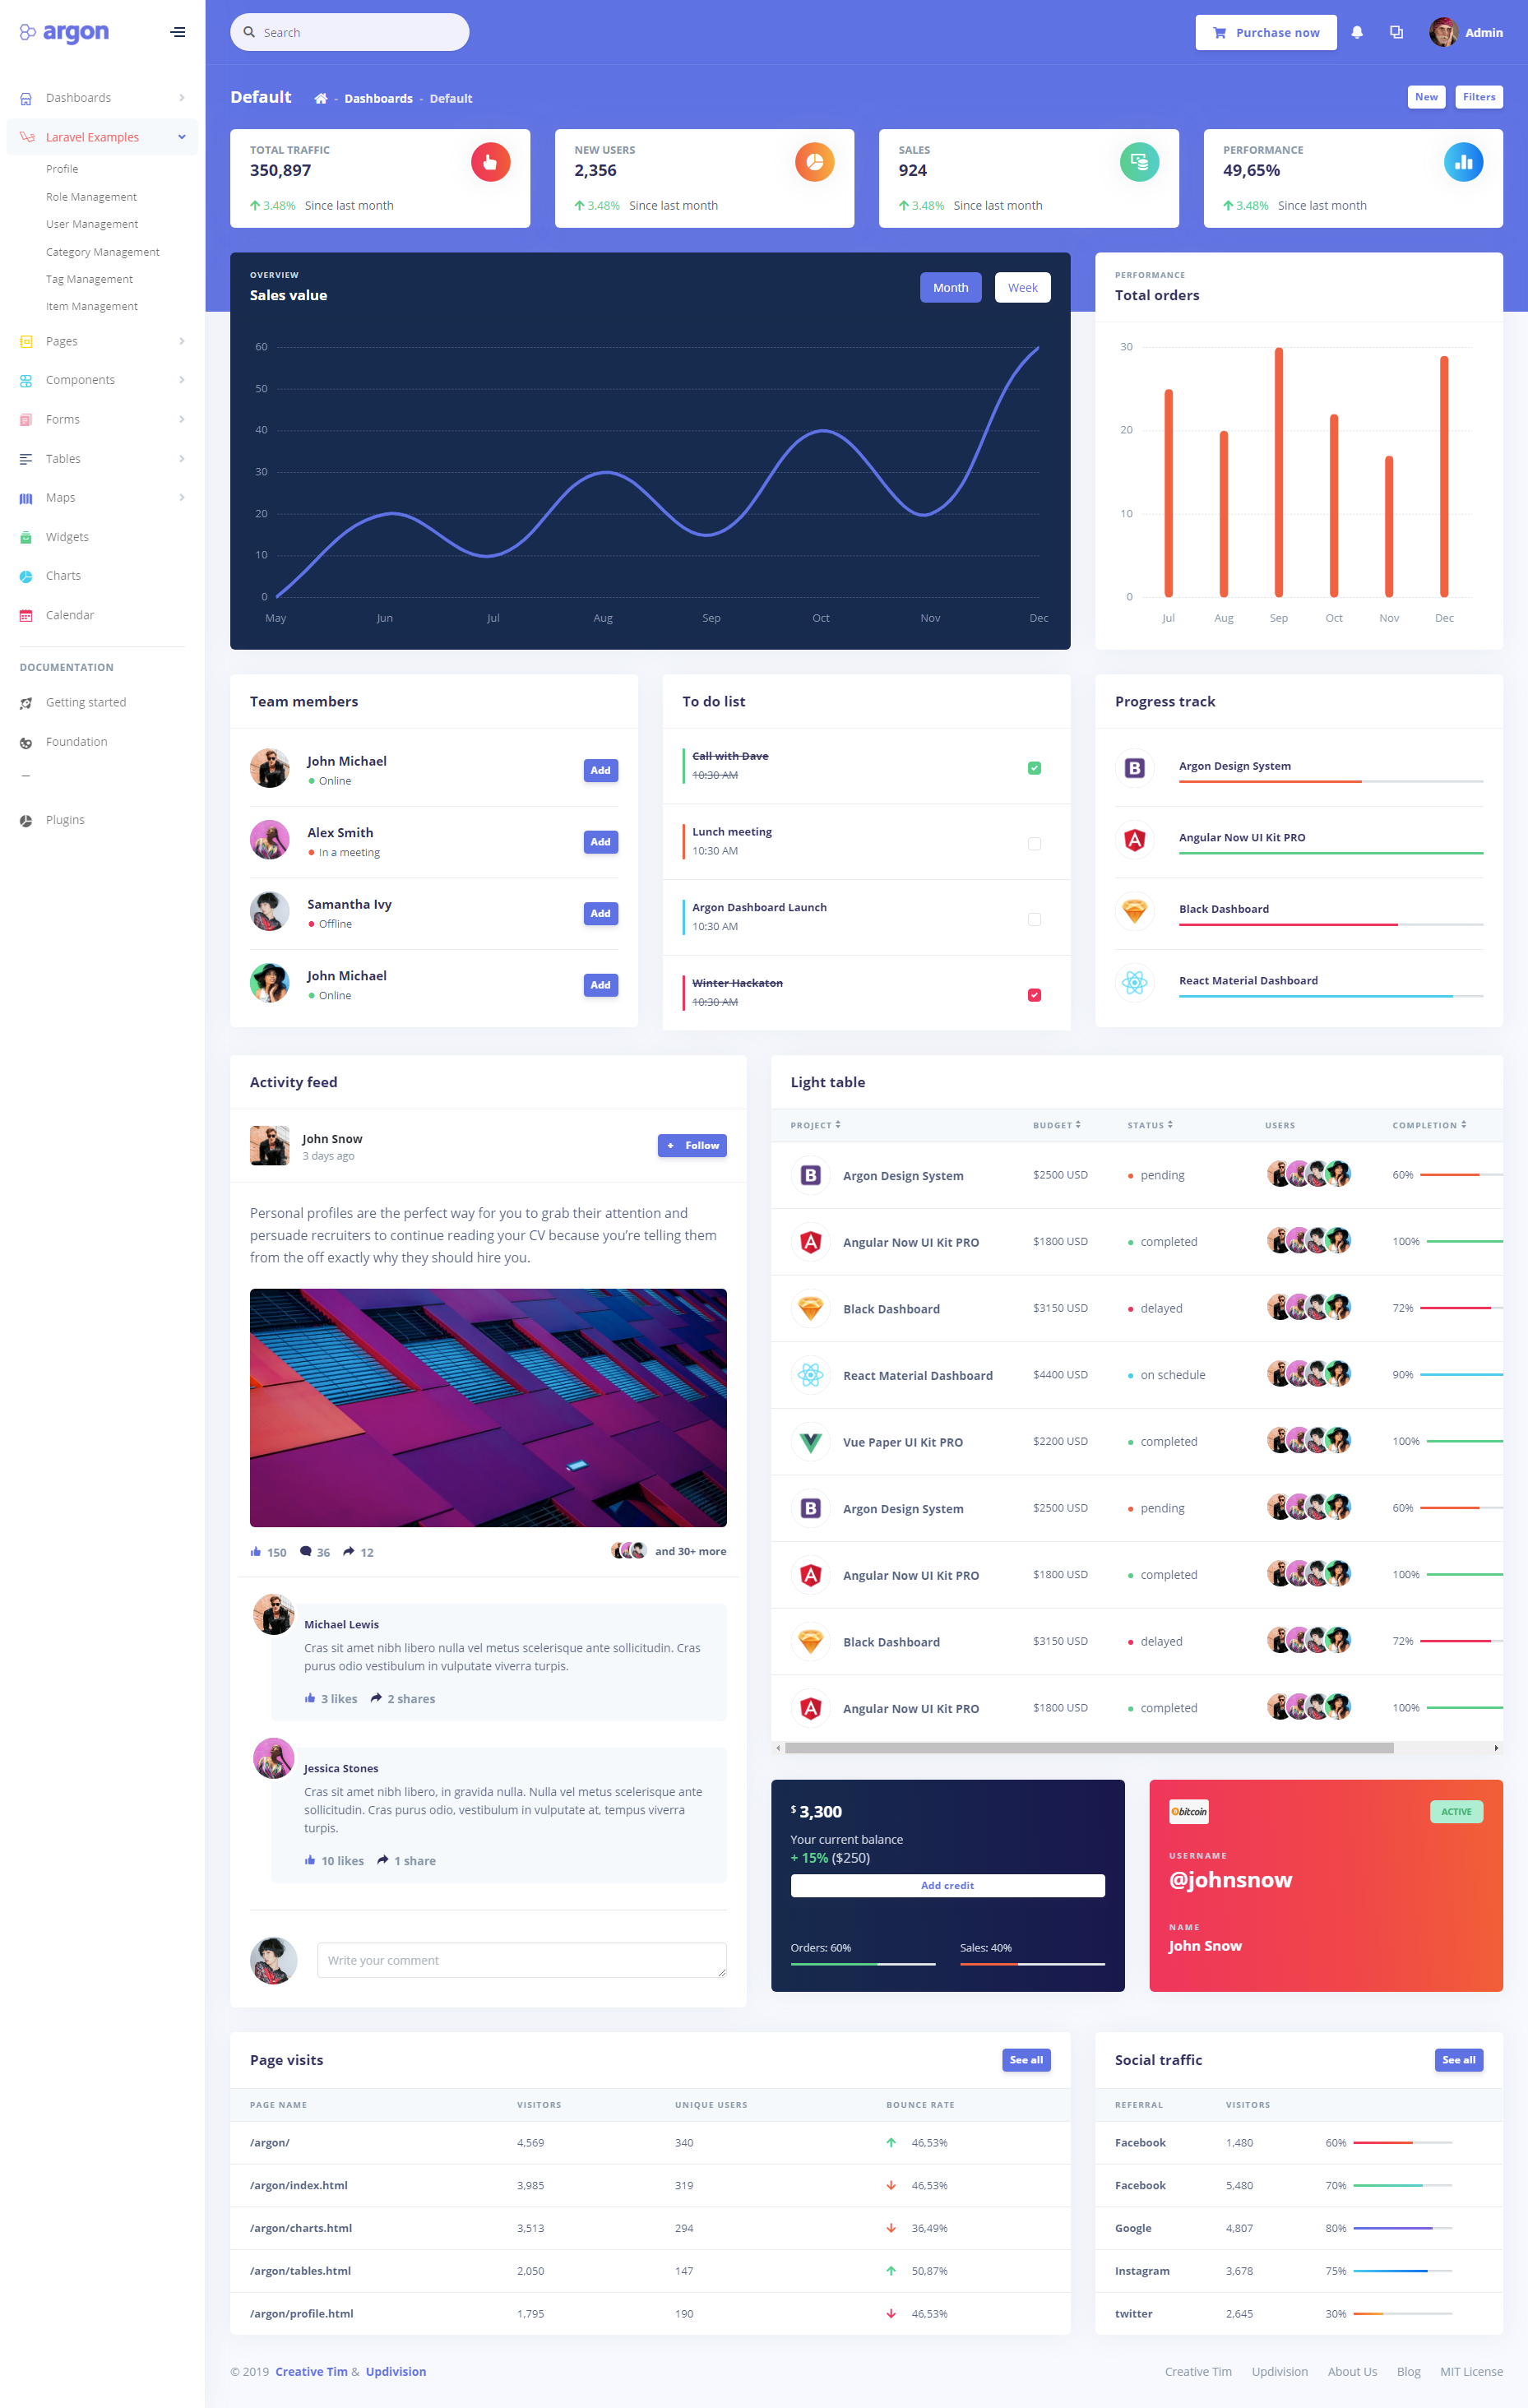 argon
Dashboards
Laravel Examples
Profile
Role Management
User Management
Category Management
Tag Management
Item Management
Pages
Components
Forms
Tables
Maps
Widgets
Charts
Calendar
DOCUMENTATION
Getting started
Foundation
Plugins
Search
Purchase now
Admin
Default
- Dashboards - Default
New
Filters
TOTAL TRAFFIC
350,897
3.48% Since last month
NEW USERS
2,356
3.48% Since last month
SALES
924
3.48% Since last month
PERFORMANCE
49,65%
3.48% Since last month
OVERVIEW
Sales value
Month
Week
60
50
40
30
20
10
0
May Jun Jul Aug Sep Oct Nov Dec
PERFORMANCE
Total orders
30
20
10
0
Jul Aug Sep Oct Nov Dec
Team members
John Michael
Online
Add
Alex Smith
In a meeting
Add
Samantha Ivy
Offline
Add
John Michael
Online
Add
To do list
Call with Dave
10:30 AM
Lunch meeting
10:30 AM
Argon Dashboard Launch
10:30 AM
Winter Hackaton
10:30 AM
Progress track
B
Argon Design System
A
Angular Now UI Kit PRO
Black Dashboard
React Material Dashboard
Activity feed
John Snow
3 days ago
+ Follow
Personal profiles are the perfect way for you to grab their attention and
persuade recruiters to continue reading your CV because you’re telling them
from the off exactly why they should hire you.
150 36 12
and 30+ more
Michael Lewis
Cras sit amet nibh libero nulla vel metus scelerisque ante sollicitudin. Cras
purus odio vestibulum in vulputate viverra turpis.
3 likes 2 shares
Jessica Stones
Cras sit amet nibh libero, in gravida nulla. Nulla vel metus scelerisque ante
sollicitudin. Cras purus odio, vestibulum in vulputate at, tempus viverra
turpis.
10 likes 1 share
Write your comment
Light table
PROJECT BUDGET STATUS USERS COMPLETION
B Argon Design System $2500 USD pending 60%
A Angular Now UI Kit PRO $1800 USD completed 100%
Black Dashboard $3150 USD delayed 72%
React Material Dashboard $4400 USD on schedule 90%
Vue Paper UI Kit PRO $2200 USD completed 100%
B Argon Design System $2500 USD pending 60%
A Angular Now UI Kit PRO $1800 USD completed 100%
Black Dashboard $3150 USD delayed 72%
A Angular Now UI Kit PRO $1800 USD completed 100%
$ 3,300
Your current balance
+ 15% ($250)
Add credit
Orders: 60%
Sales: 40%
bitcoin
ACTIVE
USERNAME
@johnsnow
NAME
John Snow
Page visits
See all
PAGE NAME VISITORS UNIQUE USERS BOUNCE RATE
/argon/ 4,569 340 46,53%
/argon/index.html 3,985 319 46,53%
/argon/charts.html 3,513 294 36,49%
/argon/tables.html 2,050 147 50,87%
/argon/profile.html 1,795 190 46,53%
Social traffic
See all
REFERRAL VISITORS
Facebook 1,480 60%
Facebook 5,480 70%
Google 4,807 80%
Instagram 3,678 75%
twitter 2,645 30%
© 2019 Creative Tim & Updivision
Creative Tim Updivision About Us Blog MIT License